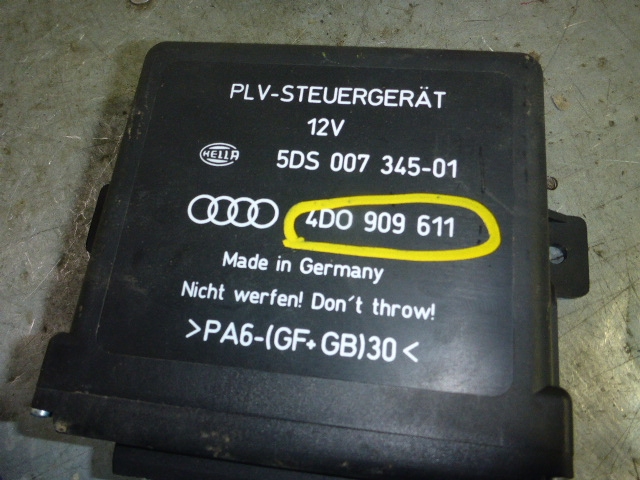 PLV-STEUERGERÄT
12V
HELLA 5DS 007 345-01
4D0 909 611
Made in Germany
Nicht werfen! Don't throw!
>PA6-(GF+GB)30<